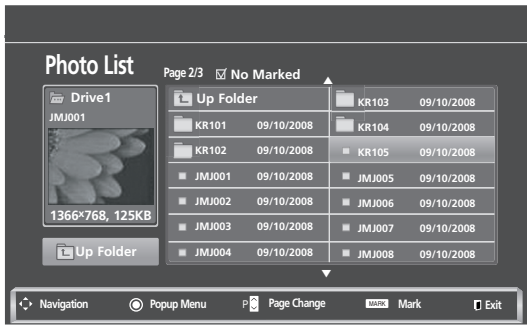 Photo List
Page 2/3 No Marked
Drive1
JMJ001
1366×768, 125KB
Up Folder
Up Folder
KR101 09/10/2008
KR102 09/10/2008
JMJ001 09/10/2008
JMJ002 09/10/2008
JMJ003 09/10/2008
JMJ004 09/10/2008
KR103 09/10/2008
KR104 09/10/2008
KR105 09/10/2008
JMJ005 09/10/2008
JMJ006 09/10/2008
JMJ007 09/10/2008
JMJ008 09/10/2008
Navigation Popup Menu P Page Change MARK Mark Exit